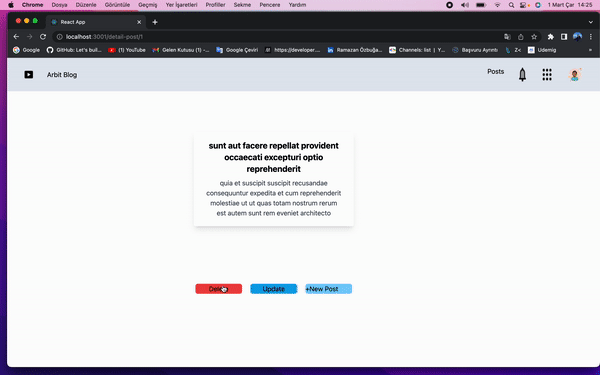 Chrome Dosya Düzenle Görüntüle Geçmiş Yer İşaretleri Profiller Sekme Pencere Yardım 1 Mart Çar 14:25
React App
localhost:3001/detail-post/1
Google GitHub: Let's buil... (1) YouTube Gelen Kutusu (1) -... Google Çeviri https://developer.... Ramazan Özbuğa... Channels: list | Y... Başvuru Ayrıntı Udemig
Arbit Blog Posts
sunt aut facere repellat provident
occaecati excepturi optio
reprehenderit
quia et suscipit suscipit recusandae
consequuntur expedita et cum reprehenderit
molestiae ut ut quas totam nostrum rerum
est autem sunt rem eveniet architecto
Delete Update +New Post